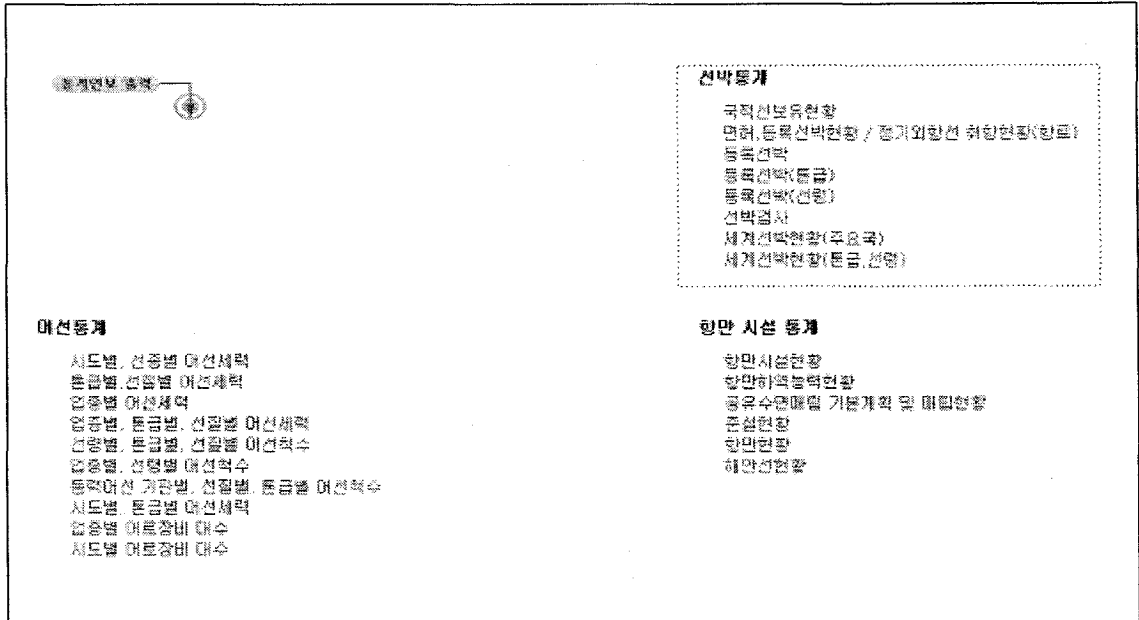 통계연보 출력
선박통계
국적선보유현황
면허,등록선박현황 / 정기외항선 취항현황(항로)
등록선박
등록선박(톤급)
등록선박(선령)
선박검사
세계선박현황(주요국)
세계선박현황(톤급,선령)
어선통계
시도별, 선종별 어선세력
톤급별,선질별 어선세력
업종별 어선세력
업종별, 톤급별, 선질별 어선세력
선령별, 톤급별, 선질별 어선척수
업종별, 선령별 어선척수
동력어선 기관별, 선질별, 톤급별 어선척수
시도별, 톤급별 어선세력
업종별 어로장비 대수
시도별 어로장비 대수
항만 시설 통계
항만시설현황
항만하역능력현황
공유수면매립 기본계획 및 매립현황
준설현황
항만현황
해안선현황